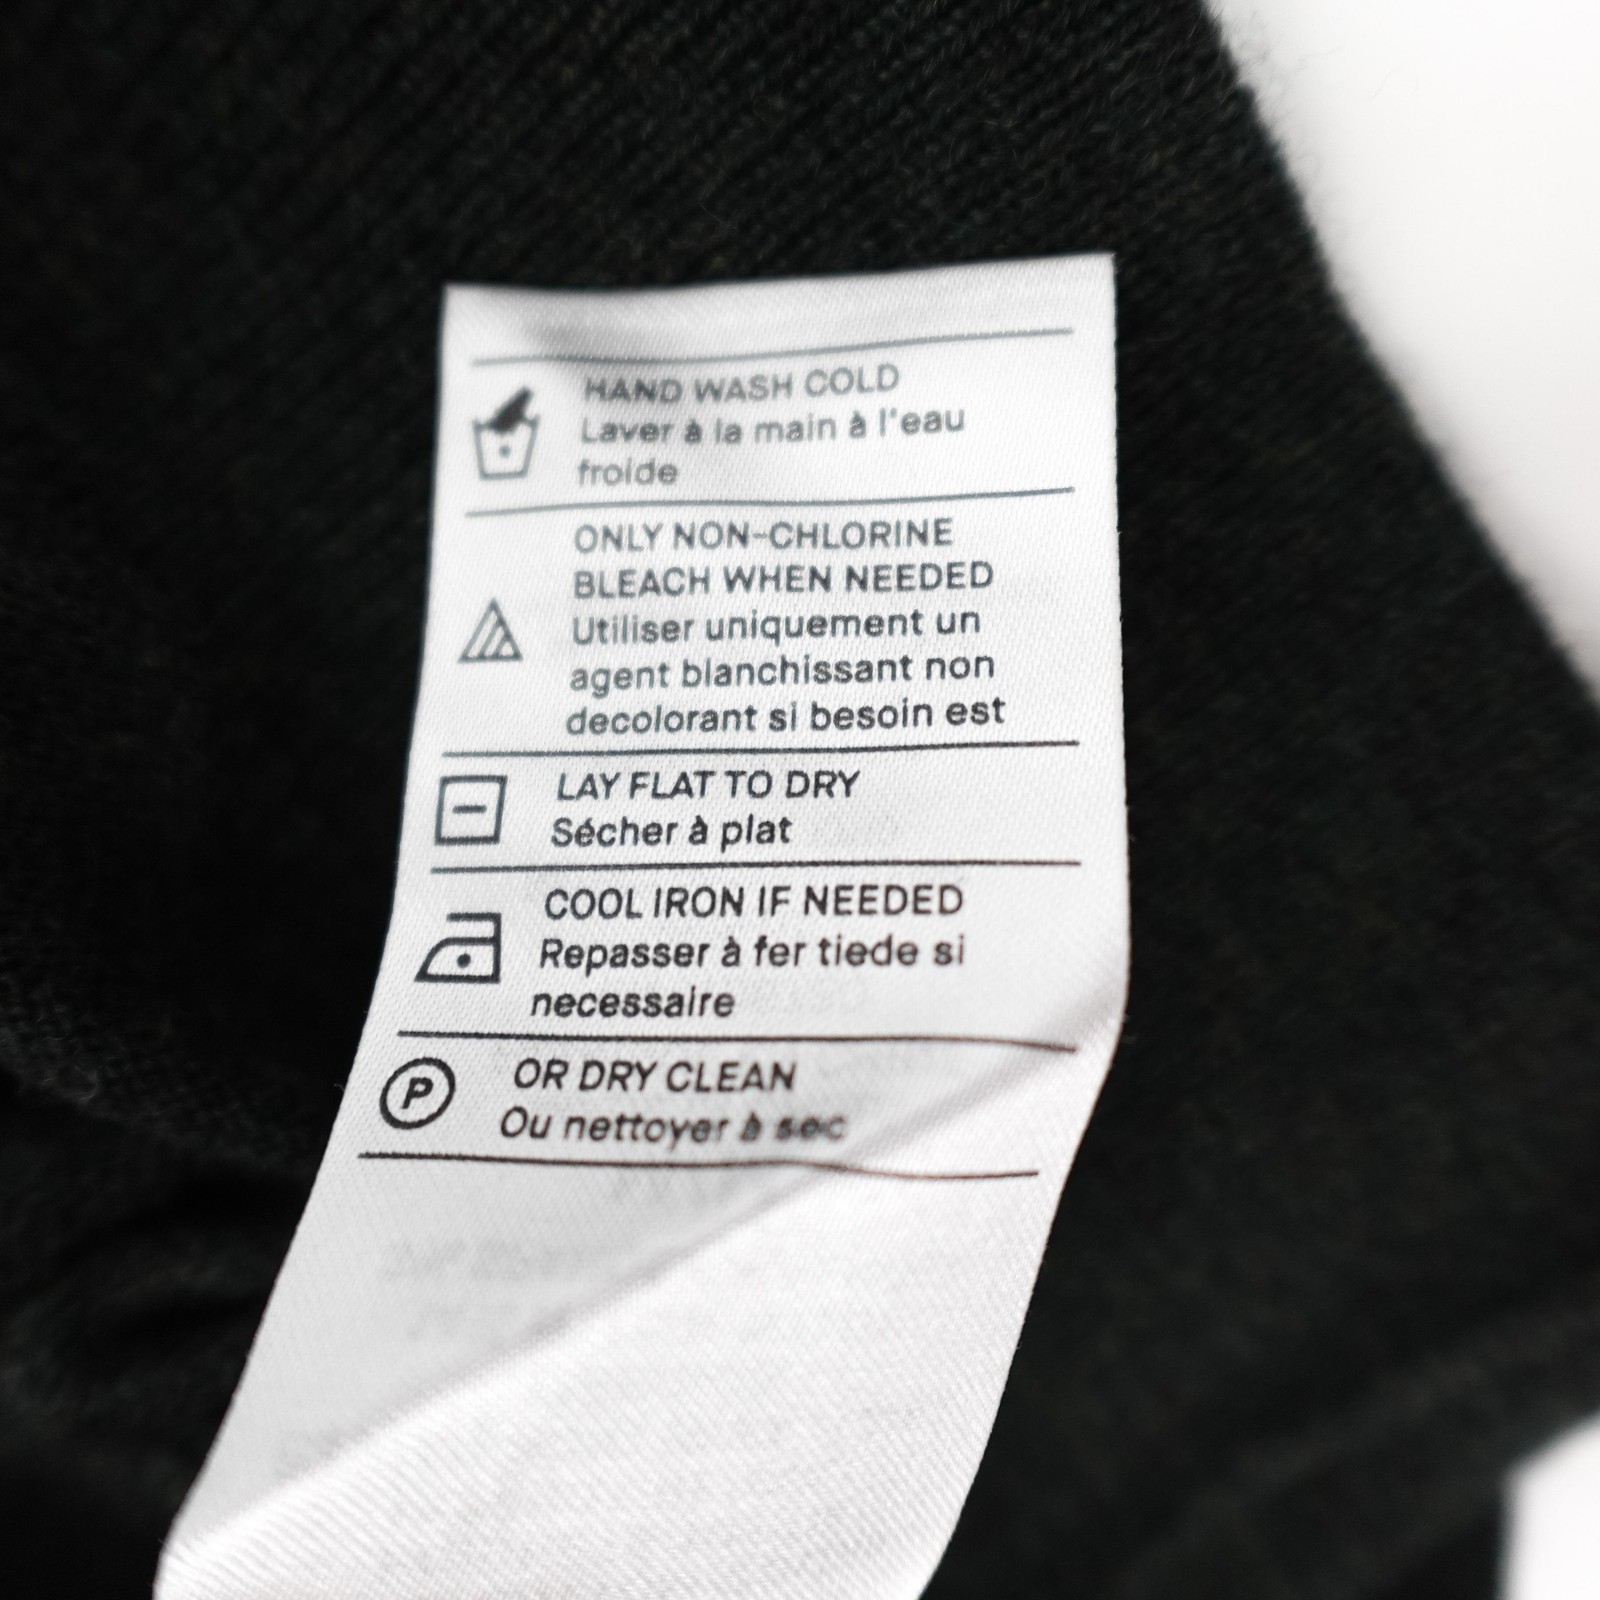 HAND WASH COLD
Laver à la main à l'eau
froide
ONLY NON-CHLORINE
BLEACH WHEN NEEDED
Utiliser uniquement un
agent blanchissant non
decolorant si besoin est
LAY FLAT TO DRY
Sécher à plat
COOL IRON IF NEEDED
Repasser à fer tiede si
necessaire
P
OR DRY CLEAN
Ou nettoyer à sec